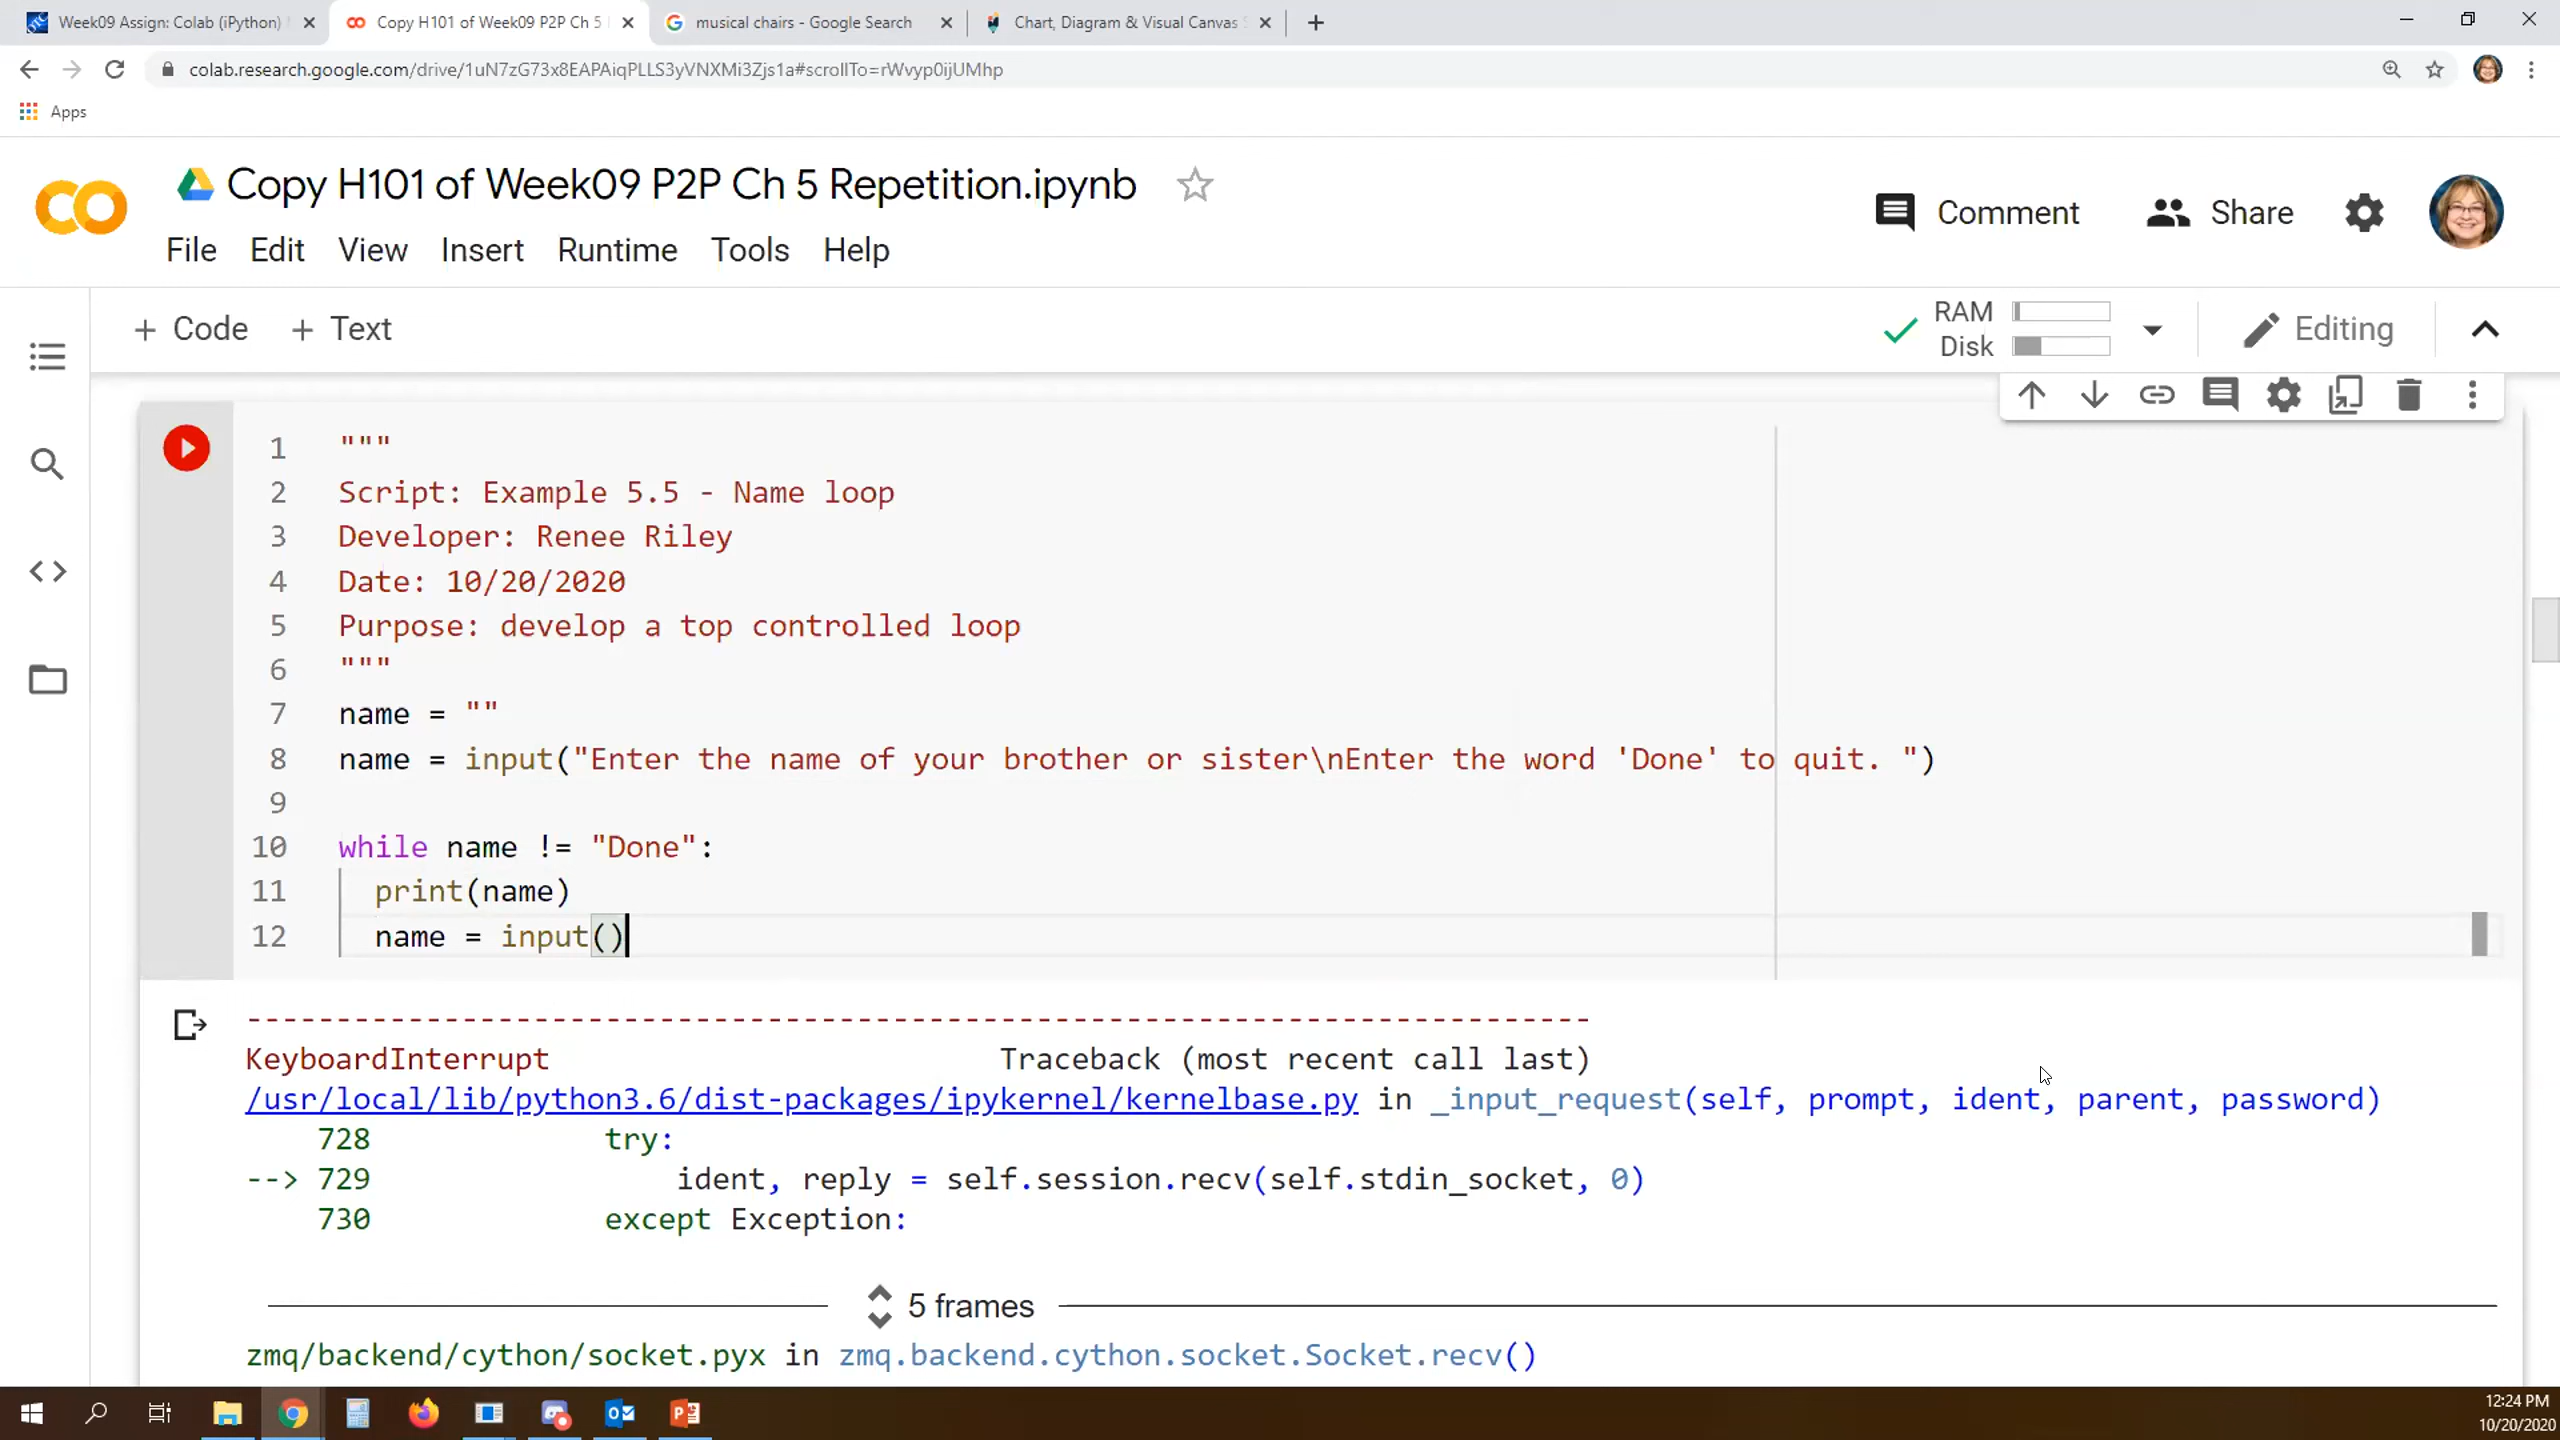 Week09 Assign: Colab (iPython)
Copy H101 of Week09 P2P Ch 5
musical chairs - Google Search
Chart, Diagram & Visual Canvas
colab.research.google.com/drive/1uN7zG73x8EAPAiqPLLS3yVNXMi3Zjs1a#scrollTo=rWvyp0ijUMhp
Apps
Copy H101 of Week09 P2P Ch 5 Repetition.ipynb
Comment
Share
File Edit View Insert Runtime Tools Help
+ Code + Text
RAM
Disk
Editing
1 """
2 Script: Example 5.5 - Name loop
3 Developer: Renee Riley
4 Date: 10/20/2020
5 Purpose: develop a top controlled loop
6 """
7 name = ""
8 name = input("Enter the name of your brother or sister\nEnter the word 'Done' to quit. ")
9
10 while name != "Done":
11 print(name)
12 name = input()
---------------------------------------------------------------------------
KeyboardInterrupt Traceback (most recent call last)
/usr/local/lib/python3.6/dist-packages/ipykernel/kernelbase.py in _input_request(self, prompt, ident, parent, password)
728 try:
--> 729 ident, reply = self.session.recv(self.stdin_socket, 0)
730 except Exception:
5 frames
zmq/backend/cython/socket.pyx in zmq.backend.cython.socket.Socket.recv()
12:24 PM
10/20/2020